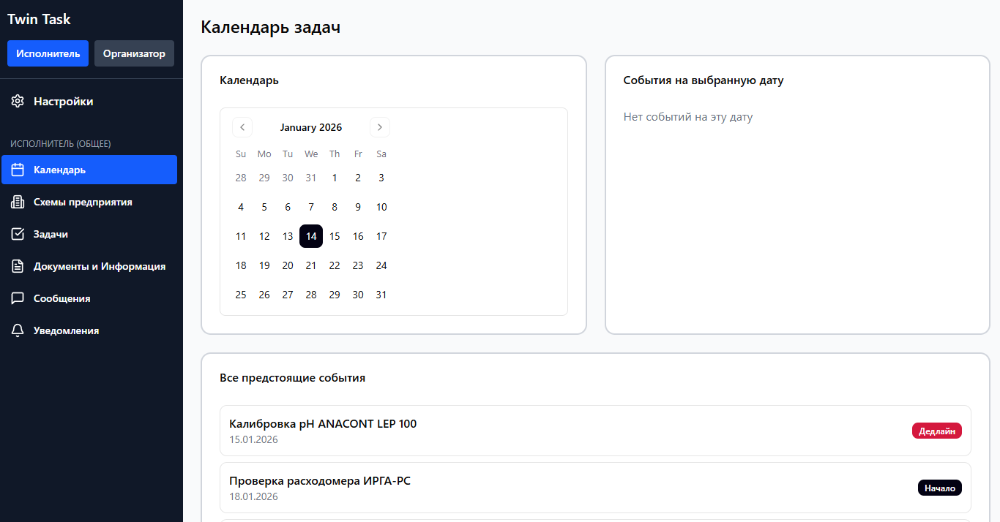 Twin Task
Исполнитель Организатор
Настройки
ИСПОЛНИТЕЛЬ (ОБЩЕЕ)
Календарь
Схемы предприятия
Задачи
Документы и Информация
Сообщения
Уведомления
Календарь задач
Календарь
January 2026
Su Mo Tu We Th Fr Sa
28 29 30 31 1 2 3
4 5 6 7 8 9 10
11 12 13 14 15 16 17
18 19 20 21 22 23 24
25 26 27 28 29 30 31
События на выбранную дату
Нет событий на эту дату
Все предстоящие события
Калибровка pH ANACONT LEP 100
15.01.2026
Дедлайн
Проверка расходомера ИРГА-РС
18.01.2026
Начало